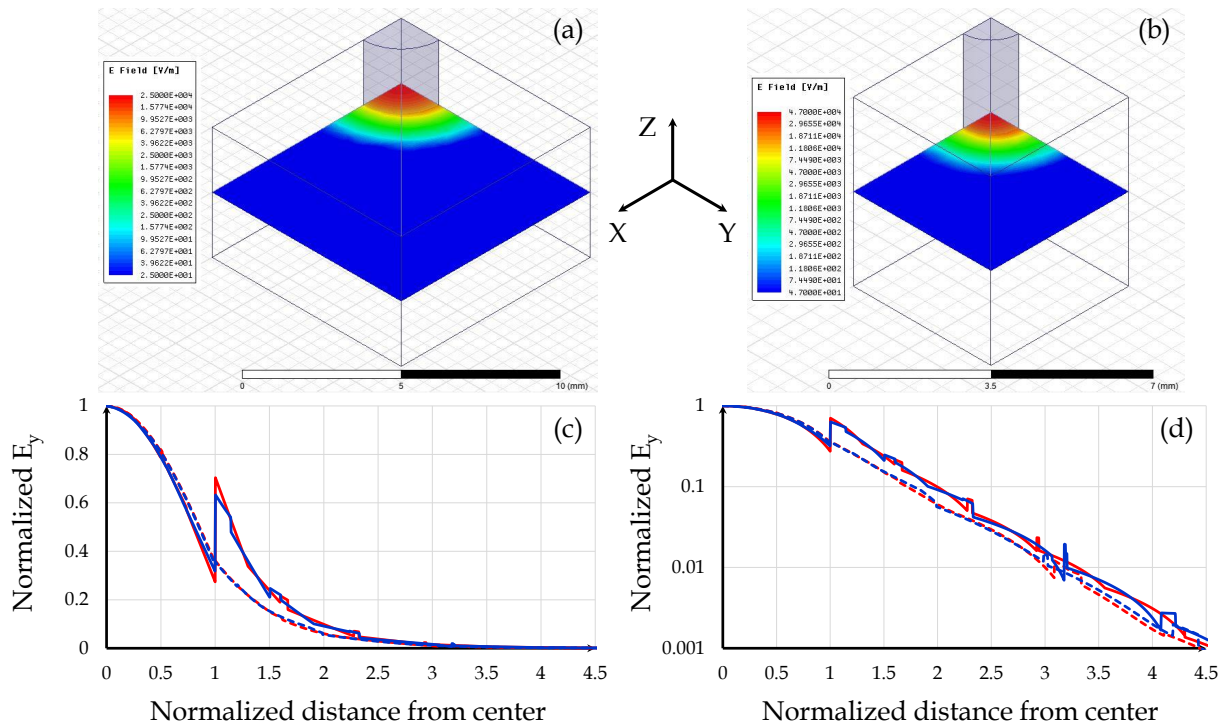 (a)
E Field [V/m]
2.5000E+004
1.5774E+004
9.9527E+003
6.2797E+003
3.9622E+003
2.5000E+003
1.5774E+003
9.9527E+002
6.2797E+002
3.9622E+002
2.5000E+002
1.5774E+002
9.9527E+001
6.2797E+001
3.9622E+001
2.5000E+001
0
5
10 (mm)
Z
X
Y
(b)
E Field [V/m]
4.7000E+004
2.9655E+004
1.8711E+004
1.1806E+004
7.4490E+003
4.7000E+003
2.9655E+003
1.8711E+003
1.1806E+003
7.4490E+002
4.7000E+002
2.9655E+002
1.8711E+002
1.1806E+002
7.4490E+001
4.7000E+001
0
3.5
7 (mm)
(c)
Normalized Ey
1
0.8
0.6
0.4
0.2
0
0 0.5 1 1.5 2 2.5 3 3.5 4 4.5
Normalized distance from center
(d)
Normalized Ey
1
0.1
0.01
0.001
0 0.5 1 1.5 2 2.5 3 3.5 4 4.5
Normalized distance from center